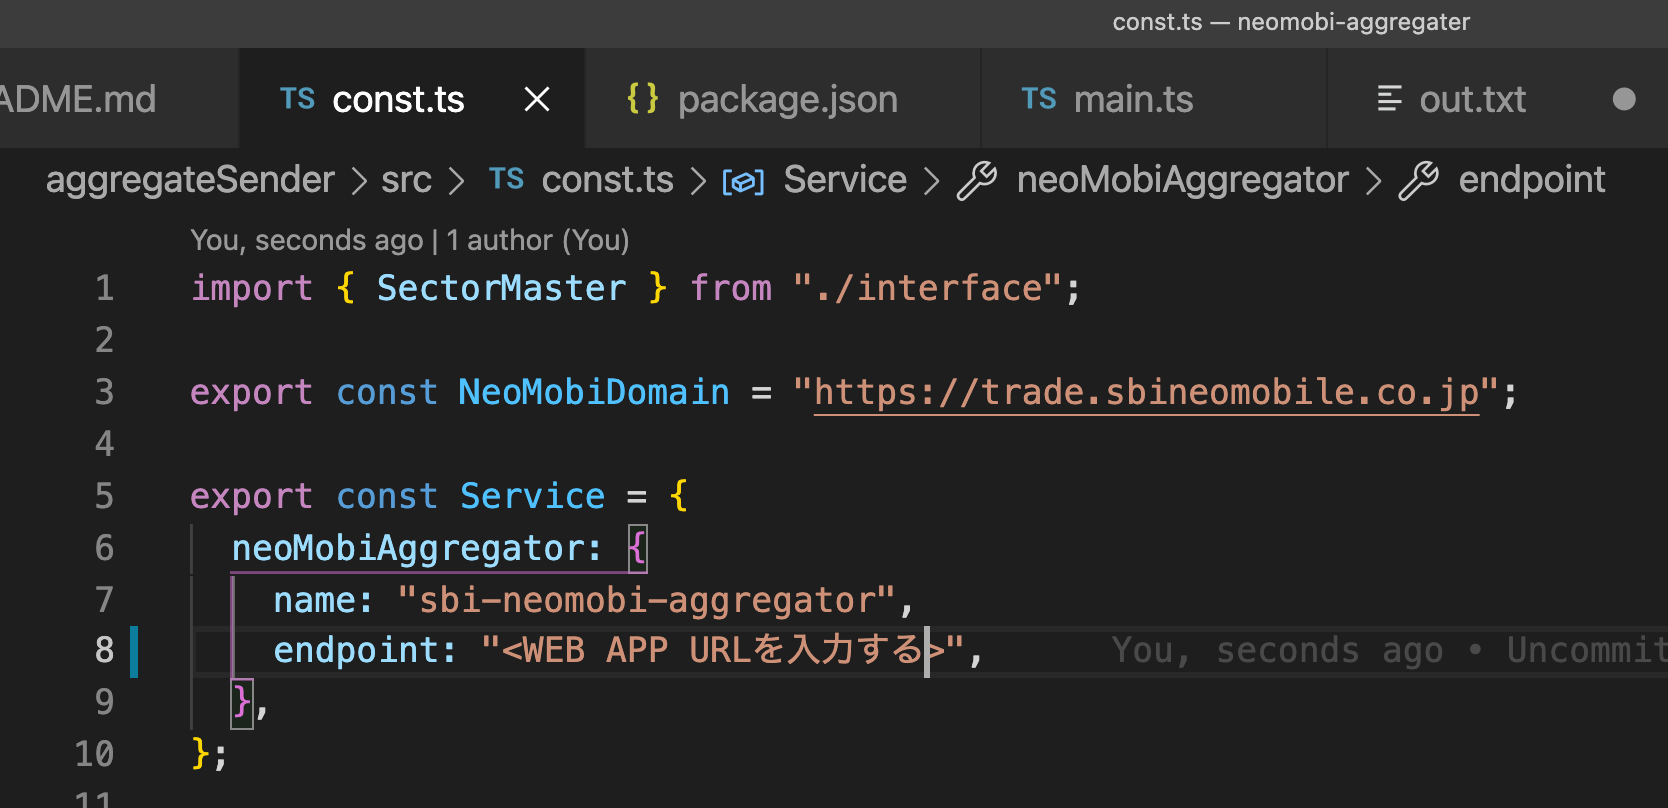 const.ts — neomobi-aggregater
ADME.md TS const.ts {} package.json TS main.ts out.txt
aggregateSender > src > TS const.ts > Service > neoMobiAggregator > endpoint
You, seconds ago | 1 author (You)
1 import { SectorMaster } from "./interface";
2
3 export const NeoMobiDomain = "https://trade.sbineomobile.co.jp";
4
5 export const Service = {
6 neoMobiAggregator: {
7 name: "sbi-neomobi-aggregator",
8 endpoint: "<WEB APP URLを入力する>", You, seconds ago • Uncommit
9 },
10 };
11